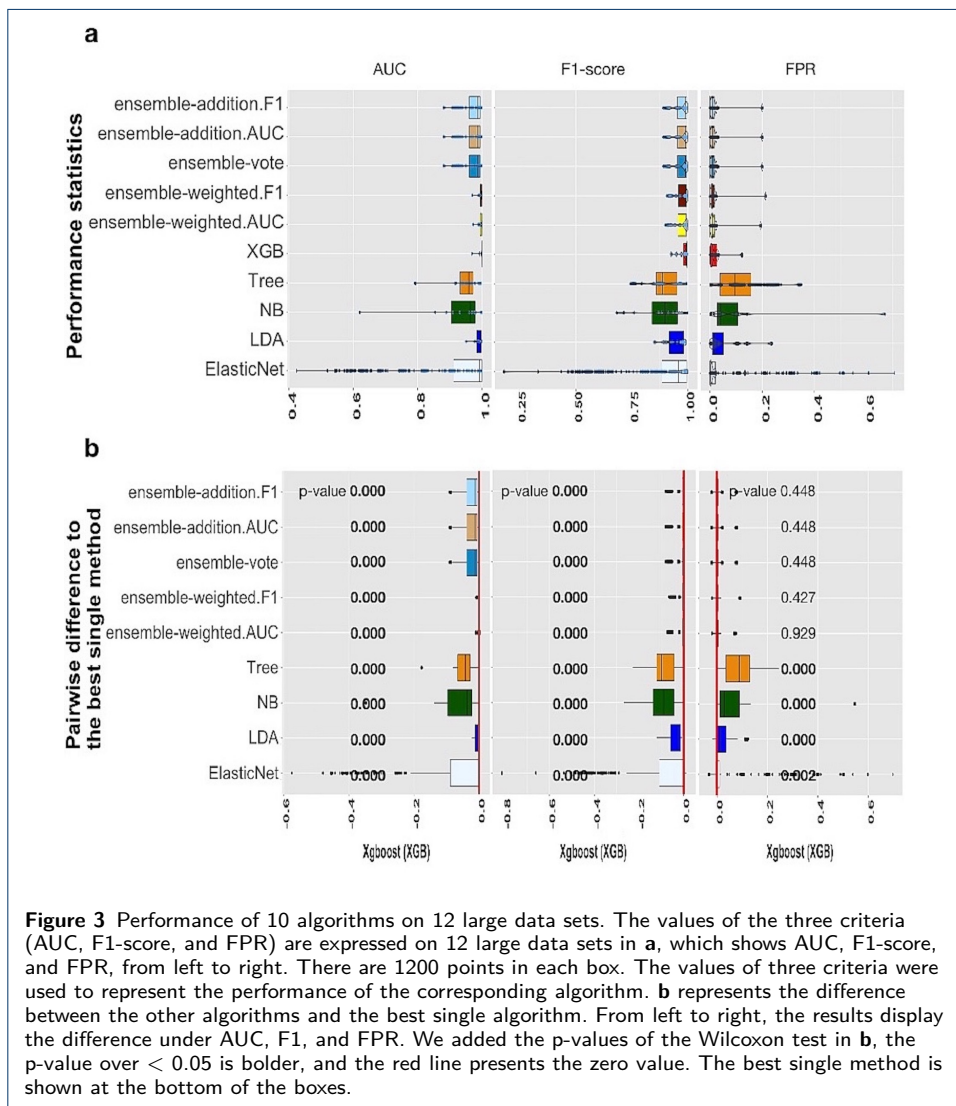 a
AUC F1-score FPR
Performance statistics
ensemble-addition.F1
ensemble-addition.AUC
ensemble-vote
ensemble-weighted.F1
ensemble-weighted.AUC
XGB
Tree
NB
LDA
ElasticNet
0.4 0.6 0.8 1.0 0.25 0.50 0.75 1.00 0.0 0.2 0.4 0.6
b
Pairwise difference to
the best single method
ensemble-addition.F1 p-value 0.000 p-value 0.000 p-value 0.448
ensemble-addition.AUC 0.000 0.000 0.448
ensemble-vote 0.000 0.000 0.448
ensemble-weighted.F1 0.000 0.000 0.427
ensemble-weighted.AUC 0.000 0.000 0.929
Tree 0.000 0.000 0.000
NB 0.000 0.000 0.000
LDA 0.000 0.000 0.000
ElasticNet 0.000 0.000 0.002
-0.6 -0.4 -0.2 0.0 -0.8 -0.6 -0.4 -0.2 0.0 0.0 0.2 0.4 0.6
Xgboost (XGB) Xgboost (XGB) Xgboost (XGB)
Figure 3 Performance of 10 algorithms on 12 large data sets. The values of the three criteria
(AUC, F1-score, and FPR) are expressed on 12 large data sets in a, which shows AUC, F1-score,
and FPR, from left to right. There are 1200 points in each box. The values of three criteria were
used to represent the performance of the corresponding algorithm. b represents the difference
between the other algorithms and the best single algorithm. From left to right, the results display
the difference under AUC, F1, and FPR. We added the p-values of the Wilcoxon test in b, the
p-value over < 0.05 is bolder, and the red line presents the zero value. The best single method is
shown at the bottom of the boxes.